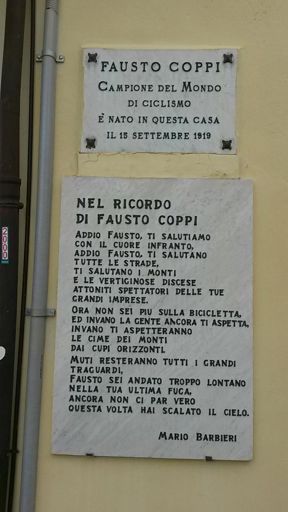 FAUSTO COPPI
CAMPIONE DEL MONDO
DI CICLISMO
È NATO IN QUESTA CASA
IL 15 SETTEMBRE 1919
NEL RICORDO
DI FAUSTO COPPI
ADDIO FAUSTO, TI SALUTIAMO
CON IL CUORE INFRANTO,
ADDIO FAUSTO, TI SALUTANO
TUTTE LE STRADE,
TI SALUTANO I MONTI
E LE VERTIGINOSE DISCESE
ATTONITI SPETTATORI DELLE TUE
GRANDI IMPRESE.
ORA NON SEI PIU SULLA BICICLETTA,
ED INVANO LA GENTE ANCORA TI ASPETTA,
INVANO TI ASPETTERANNO
LE CIME DEI MONTI
DAI CUPI ORIZZONTI.
MUTI RESTERANNO TUTTI I GRANDI
TRAGUARDI,
FAUSTO SEI ANDATO TROPPO LONTANO
NELLA TUA ULTIMA FUGA,
ANCORA NON CI PAR VERO
QUESTA VOLTA HAI SCALATO IL CIELO.
MARIO BARBIERI
2000